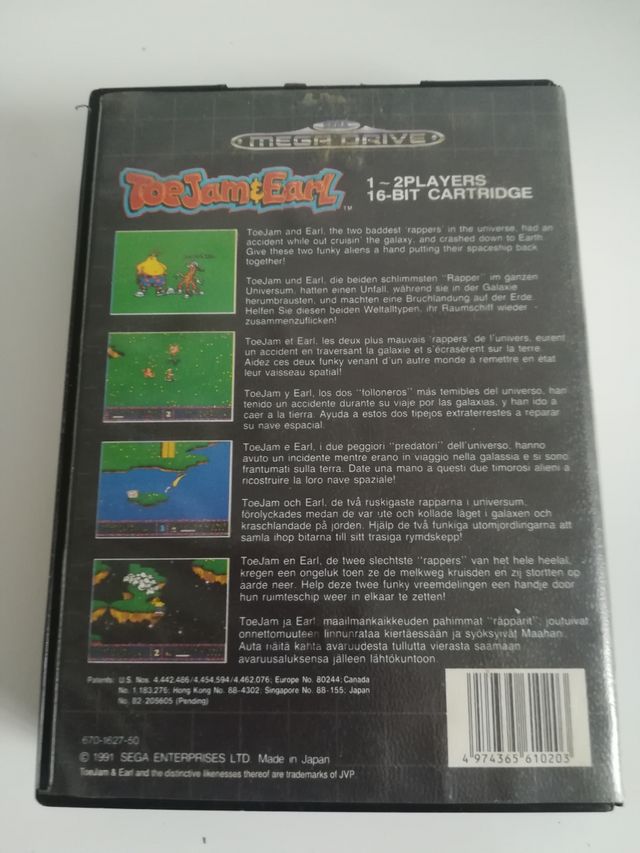 SEGA
MEGA DRIVE
ToeJam & Earl™
1~2PLAYERS
16-BIT CARTRIDGE
ToeJam and Earl, the two baddest 'rappers' in the universe, had an
accident while out cruisin' the galaxy, and crashed down to Earth.
Give these two funky aliens a hand putting their spaceship back
together!
ToeJam und Earl, die beiden schlimmsten "Rapper" im ganzen
Universum, hatten einen Unfall, während sie in der Galaxie
herumbrausten, und machten eine Bruchlandung auf der Erde.
Helfen Sie diesen beiden Weltalltypen, ihr Raumschiff wieder
zusammenzuflicken!
ToeJam et Earl, les deux plus mauvais 'rappers' de l'univers, eurent
un accident en traversant la galaxie et s'écrasèrent sur la terre.
Aidez ces deux funky venant d'un autre monde à remettre en état
leur vaisseau spatial!
ToeJam y Earl, los dos "folloneros" más temibles del universo, han
tenido un accidente durante su viaje por las galaxias, y han ido a
caer a la tierra. Ayuda a estos dos tipejos extraterrestres a reparar
su nave espacial.
ToeJam e Earl, i due peggiori "predatori" dell'universo, hanno
avuto un incidente mentre erano in viaggio nella galassia e si sono
frantumati sulla terra. Date una mano a questi due timorosi alieni a
ricostruire la loro nave spaziale!
ToeJam och Earl, de två ruskigaste rapparna i universum,
förolyckades medan de var ute och kollade läget i galaxen och
kraschlandade på jorden. Hjälp de två funkiga utomjordlingarna att
samla ihop bitarna till sitt trasiga rymdskepp!
ToeJam en Earl, de twee slechtste "rappers" van het hele heelal,
kregen een ongeluk toen ze de melkweg kruisden en zij stortten op
aarde neer. Help deze twee funky vreemdelingen een handje door
hun ruimteschip weer in elkaar te zetten!
ToeJam ja Earl, maailmankaikkeuden pahimmat "räpparit", joutuivat
onnettomuuteen linnunrataa kiertäessään ja syöksyivät Maahan.
Auta näitä kahta avaruudesta tullutta vierasta saamaan
avaruusaluksensa jälleen lähtökuntoon.
Patents: U.S. Nos. 4,442,486/4,454,594/4,462,076; Europe No. 80244; Canada
No. 1,183,276; Hong Kong No. 88-4302; Singapore No. 88-155; Japan
No. 82-205605 (Pending)
670-1627-50
© 1991 SEGA ENTERPRISES LTD. Made in Japan
ToeJam & Earl and the distinctive likenesses thereof are trademarks of JVP
4 974365 610203